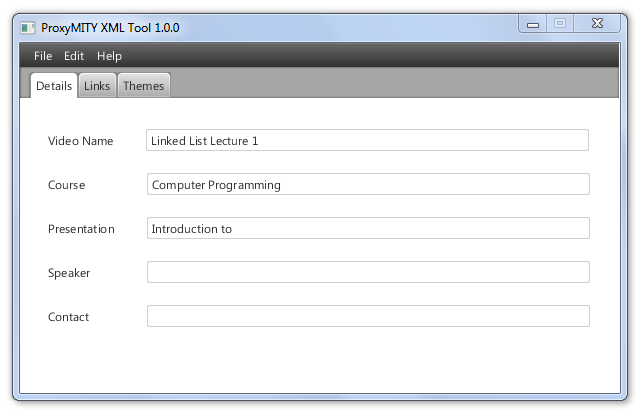 ProxyMITY XML Tool 1.0.0
File Edit Help
Details Links Themes
Video Name Linked List Lecture 1
Course Computer Programming
Presentation Introduction to
Speaker
Contact